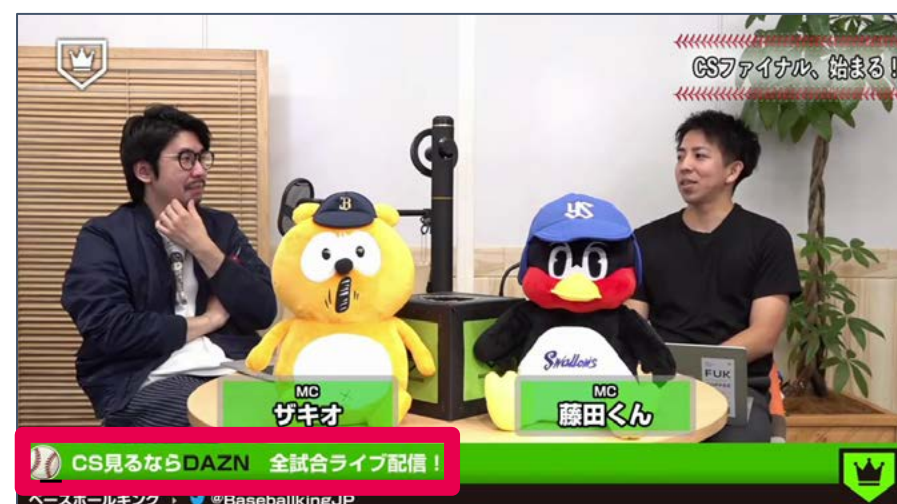 CSファイナル、始まる！
B
YS
Swallows
FUK
MC
ザキオ
MC
藤田くん
CS見るならDAZN 全試合ライブ配信！
ベースボールキング @BaseballkingJP